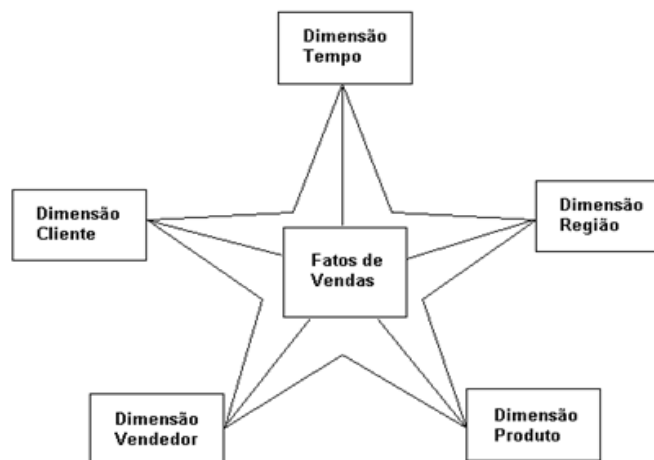 Dimensão
Tempo
Dimensão
Cliente
Dimensão
Região
Fatos de
Vendas
Dimensão
Vendedor
Dimensão
Produto